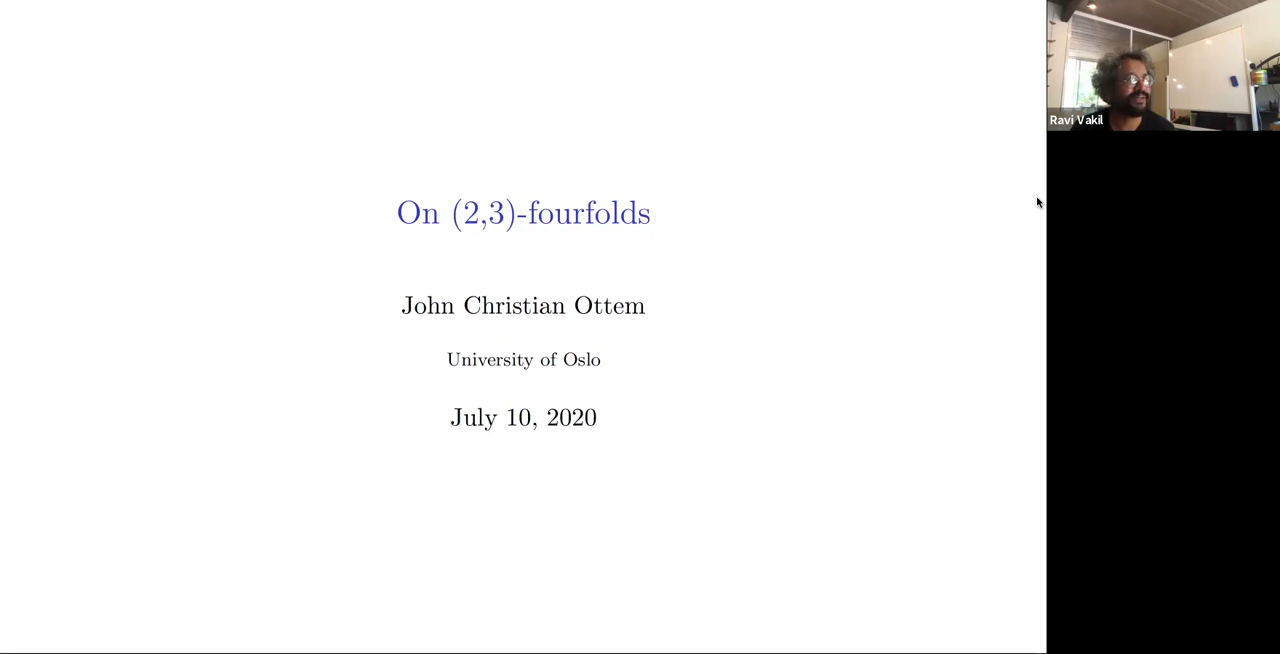 On (2,3)-fourfolds
John Christian Ottem
University of Oslo
July 10, 2020
Ravi Vakil